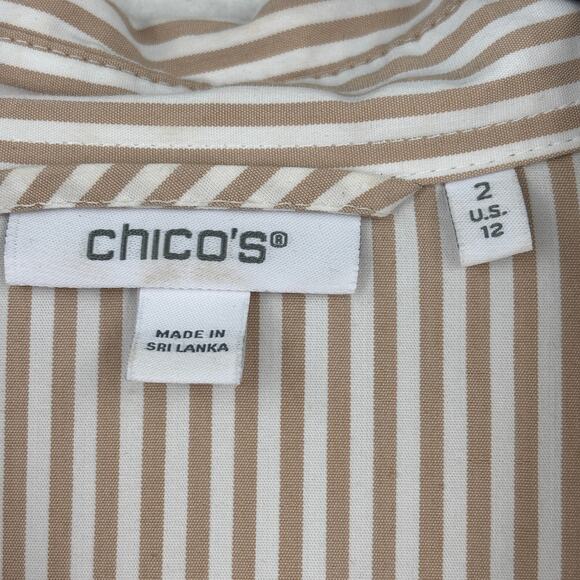 chico's®
MADE IN
SRI LANKA
2
U.S.
12